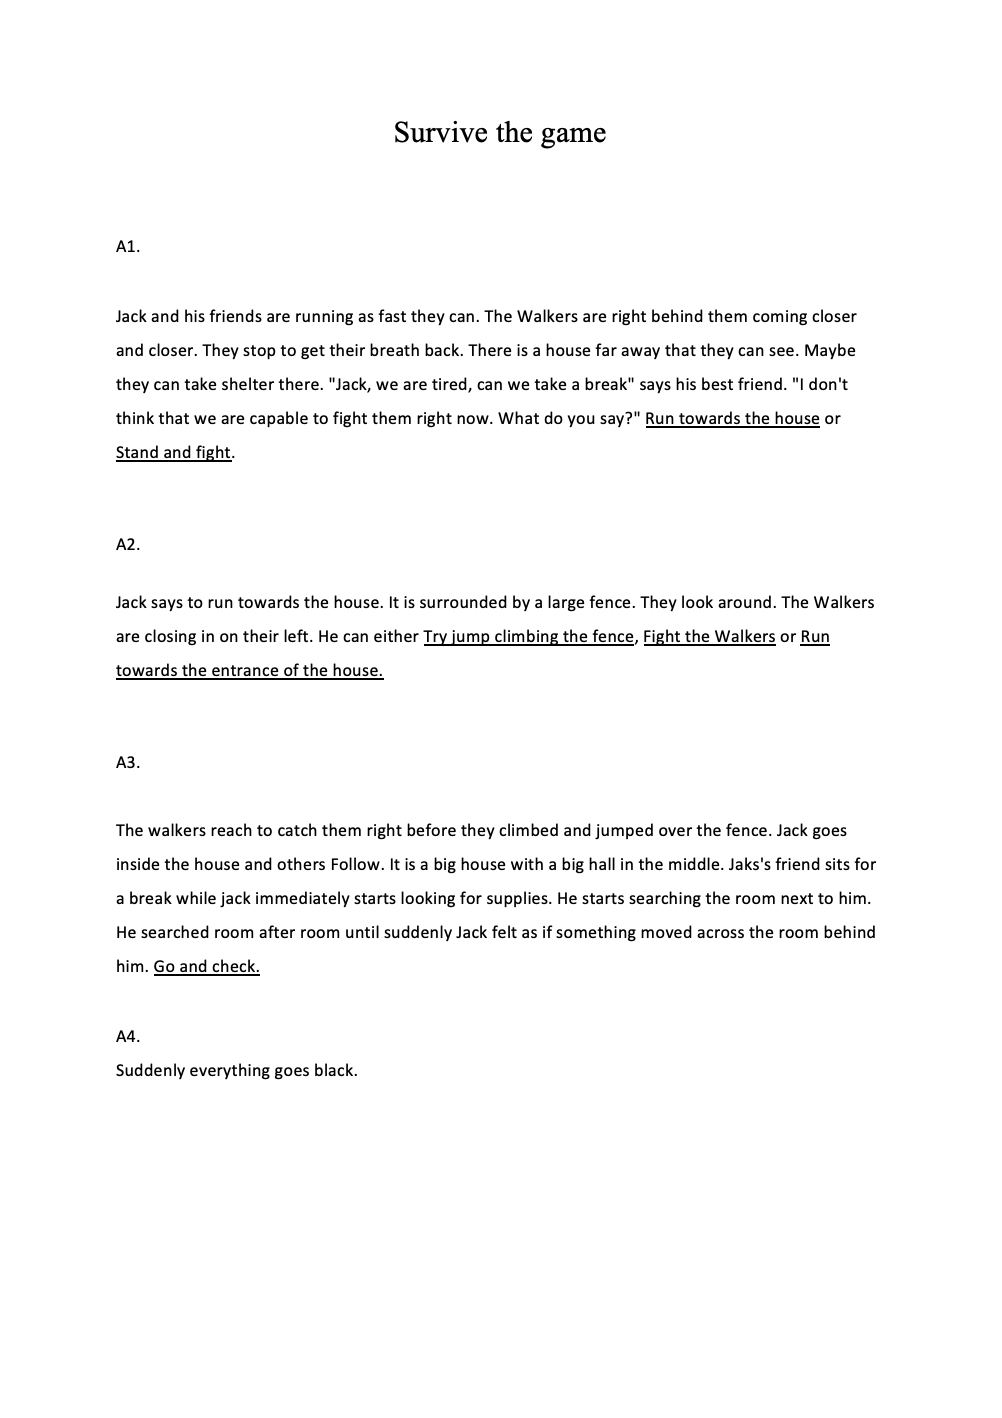 Survive the game
A1.
Jack and his friends are running as fast they can. The Walkers are right behind them coming closer
and closer. They stop to get their breath back. There is a house far away that they can see. Maybe
they can take shelter there. "Jack, we are tired, can we take a break" says his best friend. "I don't
think that we are capable to fight them right now. What do you say?" Run towards the house or
Stand and fight.
A2.
Jack says to run towards the house. It is surrounded by a large fence. They look around. The Walkers
are closing in on their left. He can either Try jump climbing the fence, Fight the Walkers or Run
towards the entrance of the house.
A3.
The walkers reach to catch them right before they climbed and jumped over the fence. Jack goes
inside the house and others Follow. It is a big house with a big hall in the middle. Jaks's friend sits for
a break while jack immediately starts looking for supplies. He starts searching the room next to him.
He searched room after room until suddenly Jack felt as if something moved across the room behind
him. Go and check.
A4.
Suddenly everything goes black.